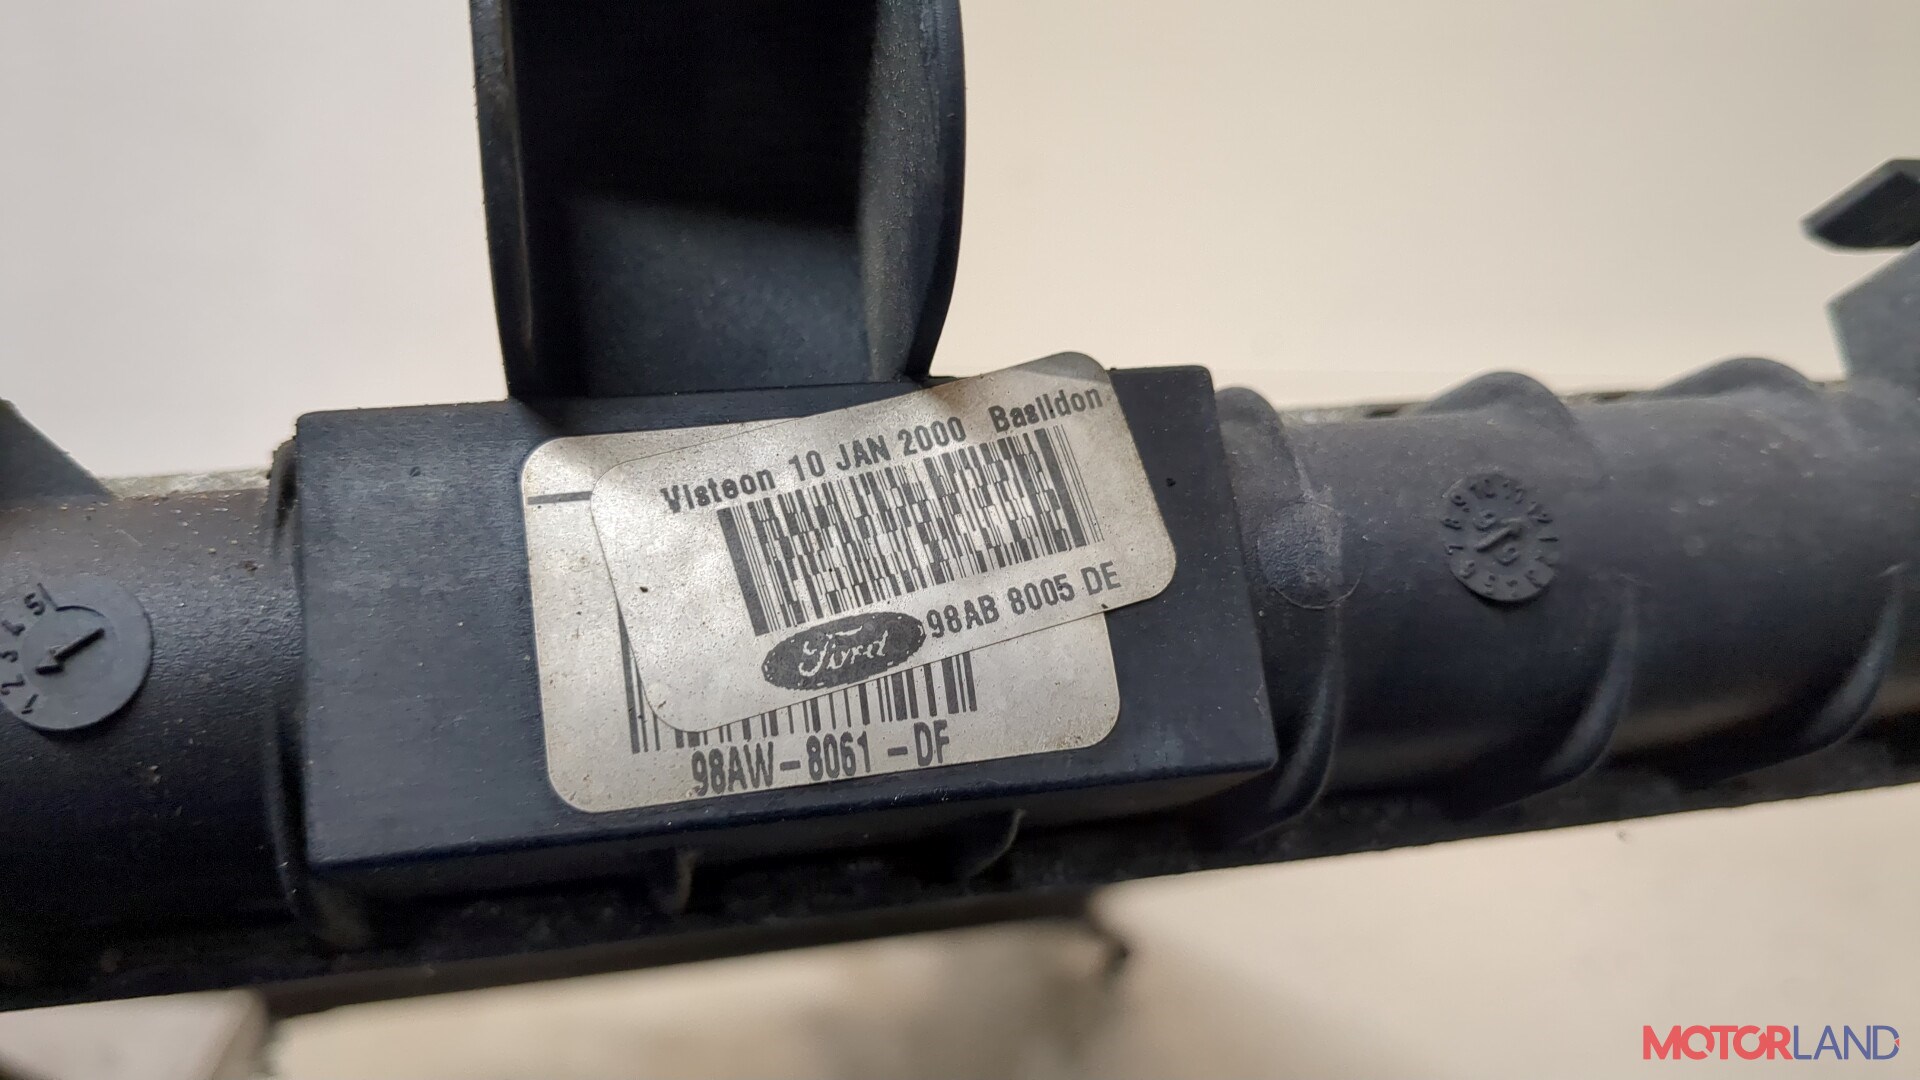 Visteon 10 JAN 2000 Basildon
Ford 98AB 8005 DE
98AW-8061-DF
MOTORLAND